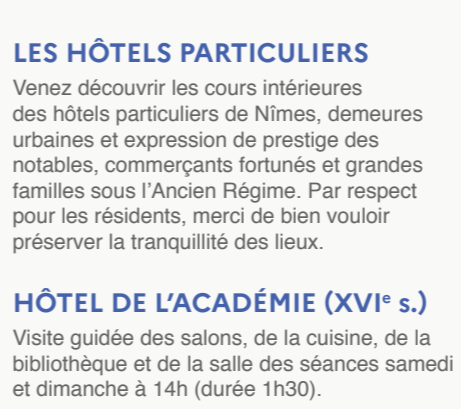 LES HÔTELS PARTICULIERS
Venez découvrir les cours intérieures
des hôtels particuliers de Nîmes, demeures
urbaines et expression de prestige des
notables, commerçants fortunés et grandes
familles sous l’Ancien Régime. Par respect
pour les résidents, merci de bien vouloir
préserver la tranquillité des lieux.
HÔTEL DE L’ACADÉMIE (XVIᵉ s.)
Visite guidée des salons, de la cuisine, de la
bibliothèque et de la salle des séances samedi
et dimanche à 14h (durée 1h30).